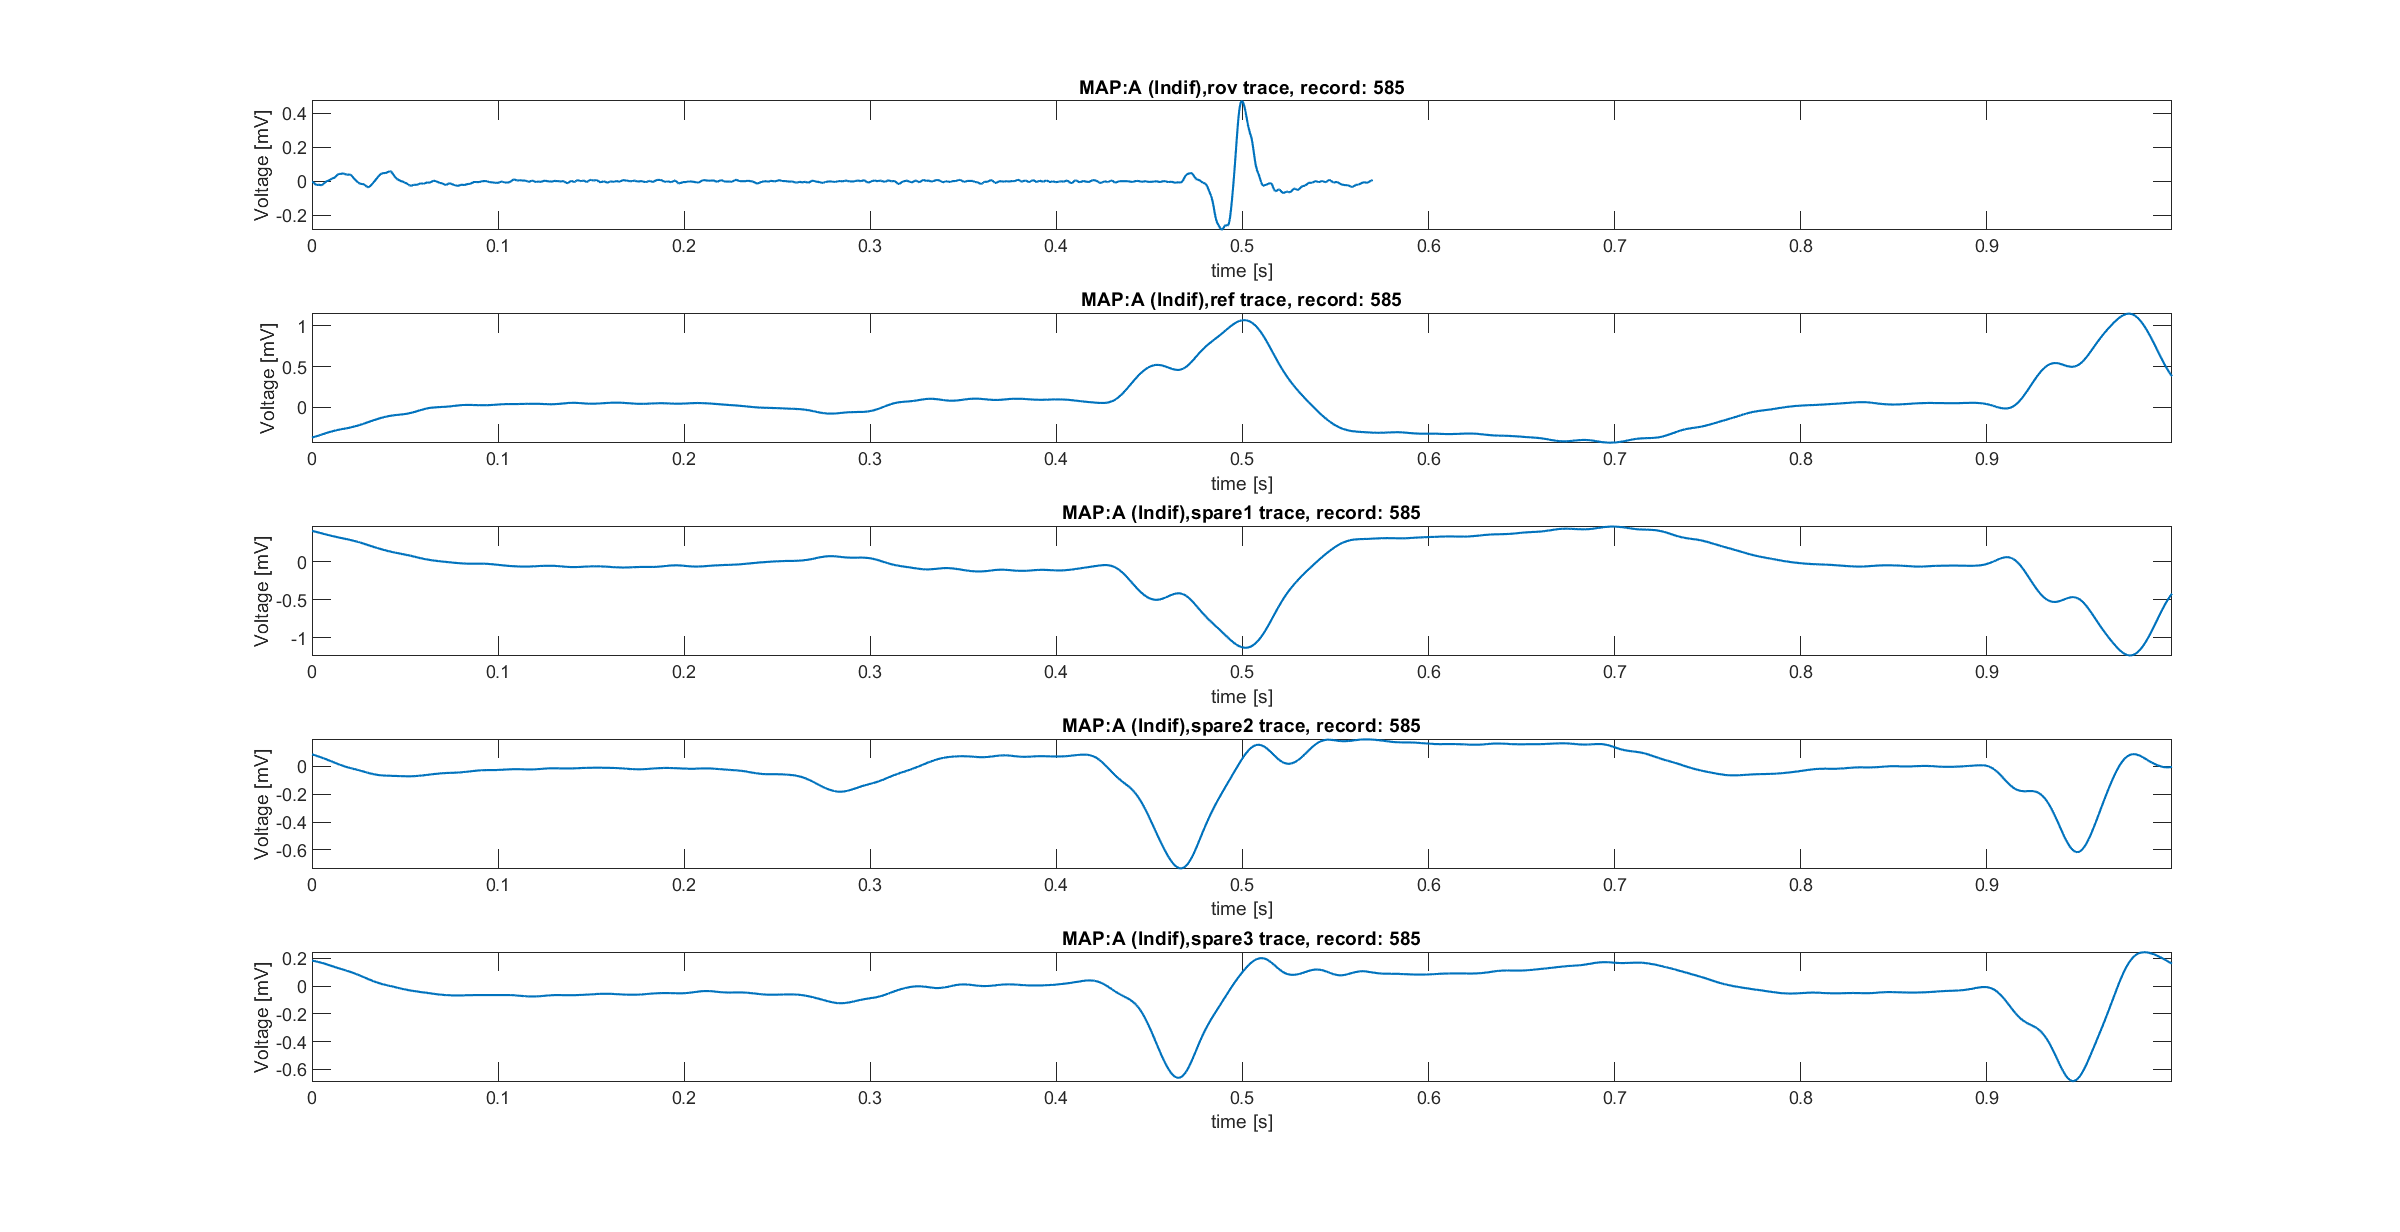 MAP:A (Indif),rov trace, record: 585
Voltage [mV]
0.4
0.2
0
-0.2
0 0.1 0.2 0.3 0.4 0.5 0.6 0.7 0.8 0.9
time [s]
MAP:A (Indif),ref trace, record: 585
Voltage [mV]
1
0.5
0
0 0.1 0.2 0.3 0.4 0.5 0.6 0.7 0.8 0.9
time [s]
MAP:A (Indif),spare1 trace, record: 585
Voltage [mV]
0
-0.5
-1
0 0.1 0.2 0.3 0.4 0.5 0.6 0.7 0.8 0.9
time [s]
MAP:A (Indif),spare2 trace, record: 585
Voltage [mV]
0
-0.2
-0.4
-0.6
0 0.1 0.2 0.3 0.4 0.5 0.6 0.7 0.8 0.9
time [s]
MAP:A (Indif),spare3 trace, record: 585
Voltage [mV]
0.2
0
-0.2
-0.4
-0.6
0 0.1 0.2 0.3 0.4 0.5 0.6 0.7 0.8 0.9
time [s]